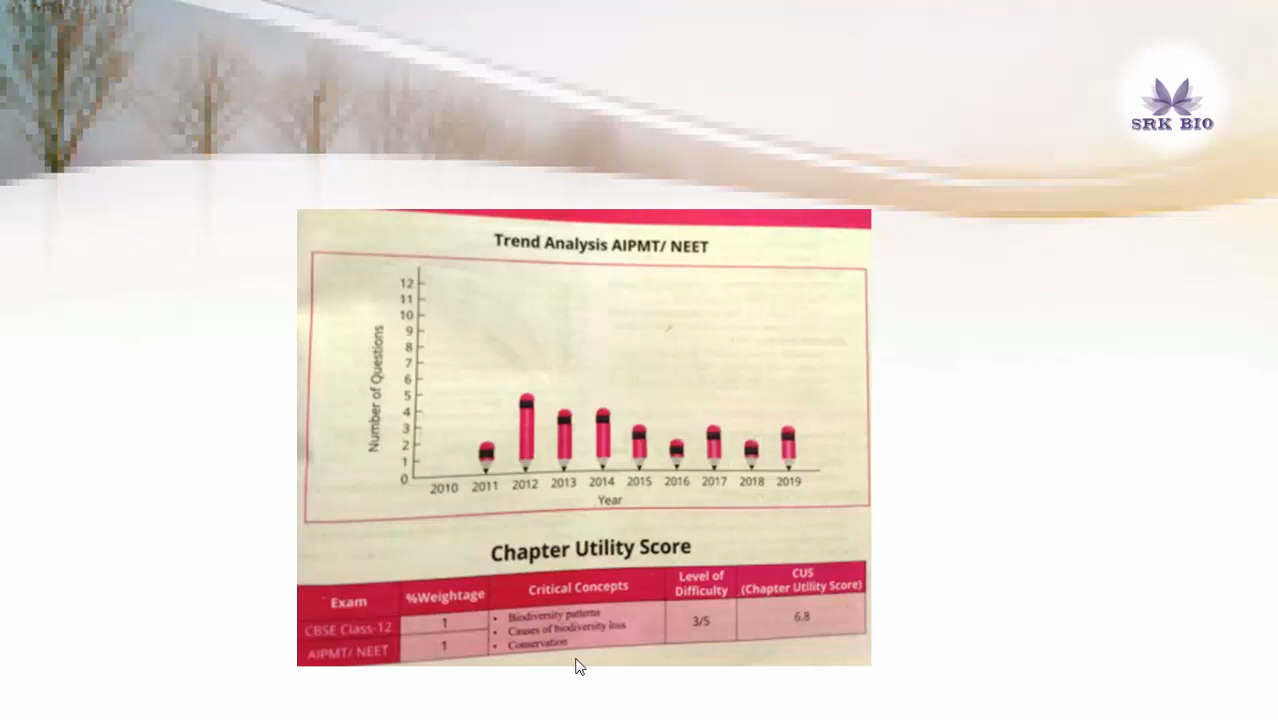 SRK BIO
Trend Analysis AIPMT/ NEET
12
11
10
9
8
7
6
5
4
3
2
1
0
Number of Questions
2010 2011 2012 2013 2014 2015 2016 2017 2018 2019
Year
Chapter Utility Score
Exam %Weightage Critical Concepts Level of Difficulty CUS (Chapter Utility Score)
CBSE Class-12 1 • Biodiversity patterns 3/5 6.8
• Causes of biodiversity loss
AIPMT/ NEET 1 • Conservation